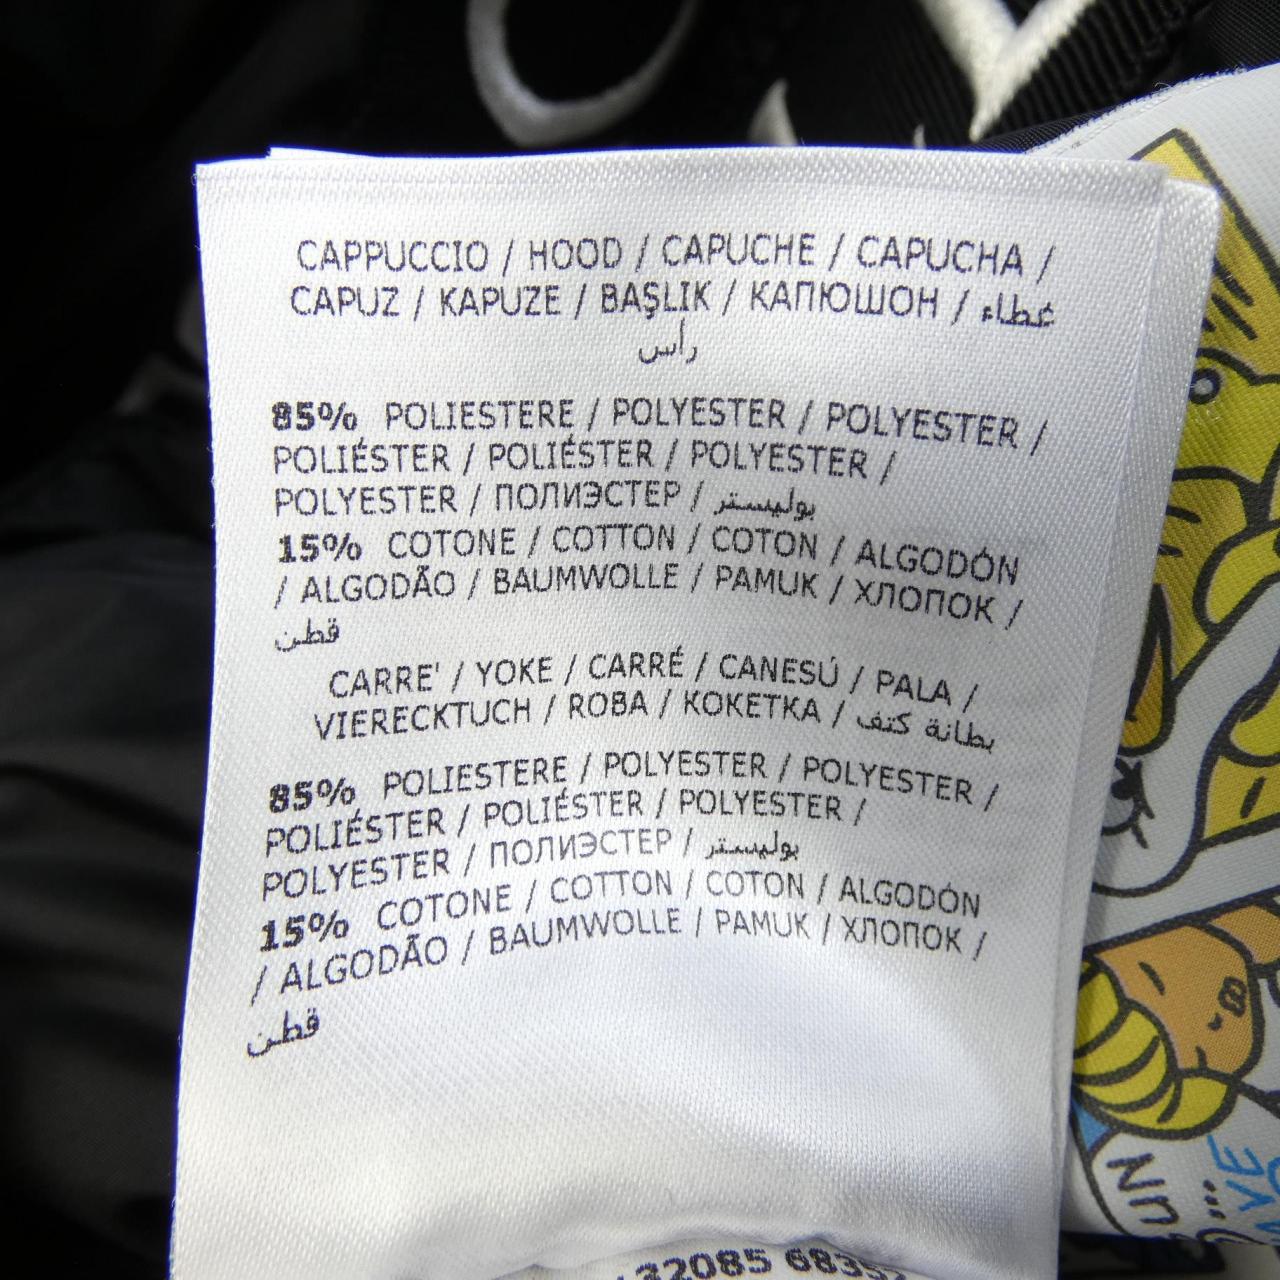 CAPPUCCIO / HOOD / CAPUCHE / CAPUCHA /
CAPUZ / KAPUZE / BAŞLIK / КАПЮШОН / غطاء
رأس
85% POLIESTERE / POLYESTER / POLYESTER /
POLIÉSTER / POLIÉSTER / POLYESTER /
POLYESTER / ПОЛИЭСТЕР / بوليستر
15% COTONE / COTTON / COTON / ALGODÓN
/ ALGODÃO / BAUMWOLLE / PAMUK / ХЛОПОК /
قطن
CARRE' / YOKE / CARRÉ / CANESÚ / PALA /
VIERECKTUCH / ROBA / КОКЕТКА / بطانة كتف
85% POLIESTERE / POLYESTER / POLYESTER /
POLIÉSTER / POLIÉSTER / POLYESTER /
POLYESTER / ПОЛИЭСТЕР / بوليستر
15% COTONE / COTTON / COTON / ALGODÓN
/ ALGODÃO / BAUMWOLLE / PAMUK / ХЛОПОК /
قطن